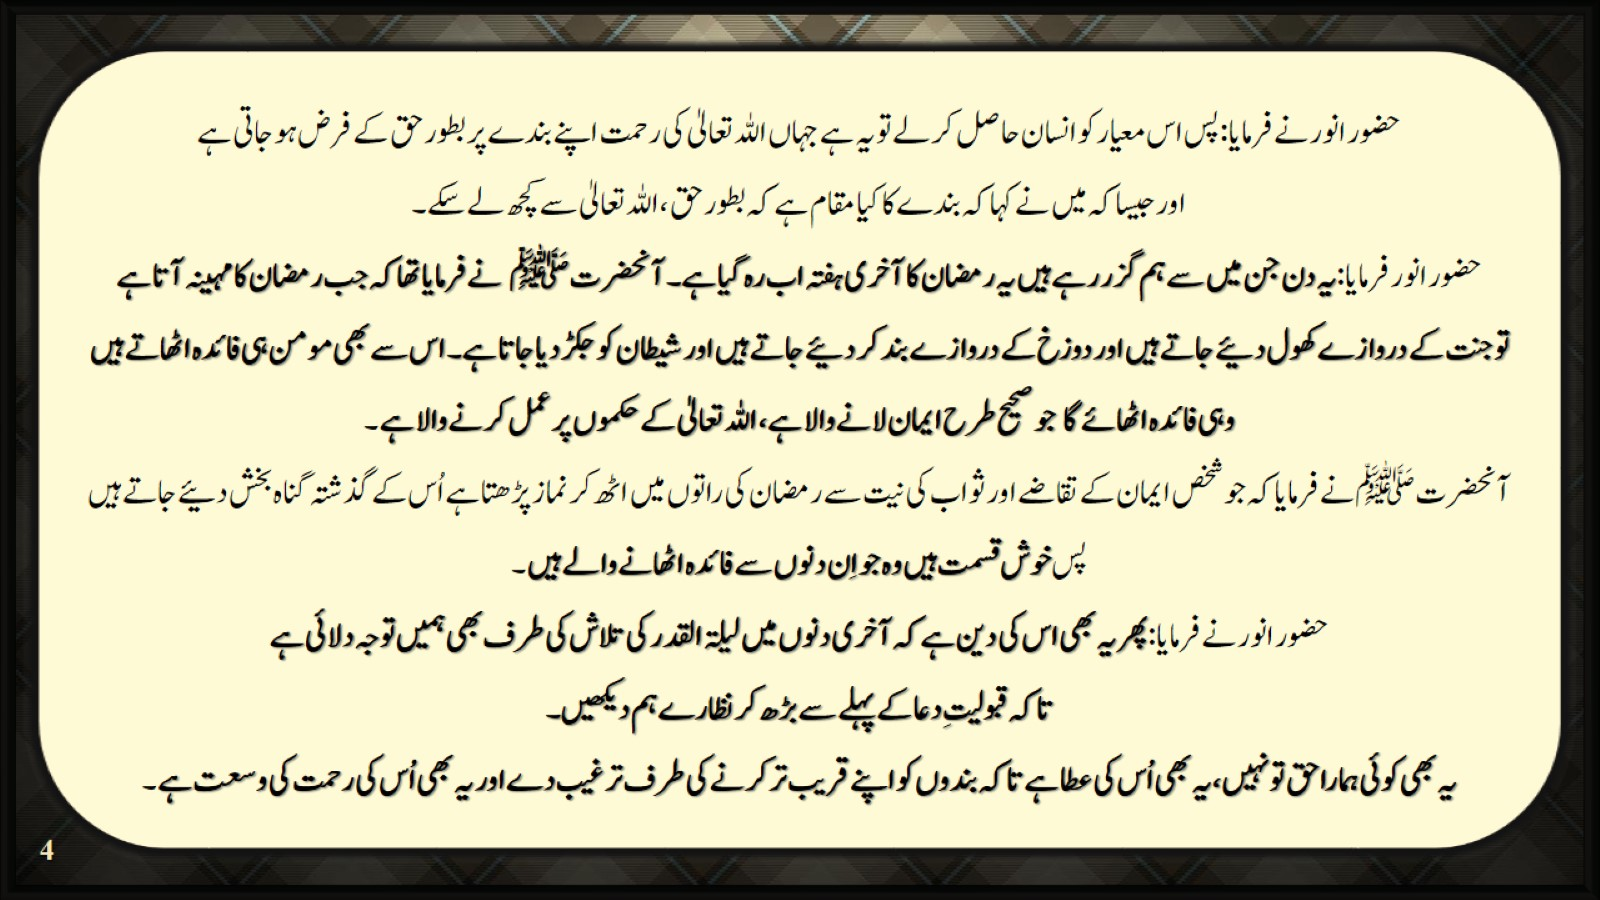 حضور انور نے فرمایا: پس اس معیار کو انسان حاصل کر لے تو یہ ہے جہاں اللہ تعالیٰ کی رحمت اپنے بندے پر بطور حق کے فرض ہو جاتی ہے
اور جیسا کہ میں نے کہا کہ بندے کا کیا مقام ہے کہ بطور حق، اللہ تعالیٰ سے کچھ لے سکے۔
حضور انور فرمایا: یہ دن جن میں سے ہم گزر رہے ہیں یہ رمضان کا آخری ہفتہ اب رہ گیا ہے۔ آنحضرت ﷺ نے فرمایا تھا کہ جب رمضان کا مہینہ آتا ہے
تو جنت کے دروازے کھول دیئے جاتے ہیں اور دوزخ کے دروازے بند کر دیئے جاتے ہیں اور شیطان کو جکڑ دیا جاتا ہے۔ اس سے بھی مومن ہی فائدہ اٹھاتے ہیں
وہی فائدہ اٹھائے گا جو صحیح طرح ایمان لانے والا ہے، اللہ تعالیٰ کے حکموں پر عمل کرنے والا ہے۔
آنحضرت ﷺ نے فرمایا کہ جو شخص ایمان کے تقاضے اور ثواب کی نیت سے رمضان کی راتوں میں اٹھ کر نماز پڑھتا ہے اُس کے گذشتہ گناہ بخش دیئے جاتے ہیں
پس خوش قسمت ہیں وہ جو اِن دنوں سے فائدہ اٹھانے والے ہیں۔
حضور انور نے فرمایا: پھر یہ بھی اس کی دین ہے کہ آخری دنوں میں لیلۃ القدر کی تلاش کی طرف بھی ہمیں توجہ دلائی ہے
تا کہ قبولیتِ دعا کے پہلے سے بڑھ کر نظارے ہم دیکھیں۔
یہ بھی کوئی ہمارا حق تو نہیں، یہ بھی اُس کی عطا ہے تا کہ بندوں کو اپنے قریب تر کرنے کی طرف ترغیب دے اور یہ بھی اُس کی رحمت کی وسعت ہے۔
4